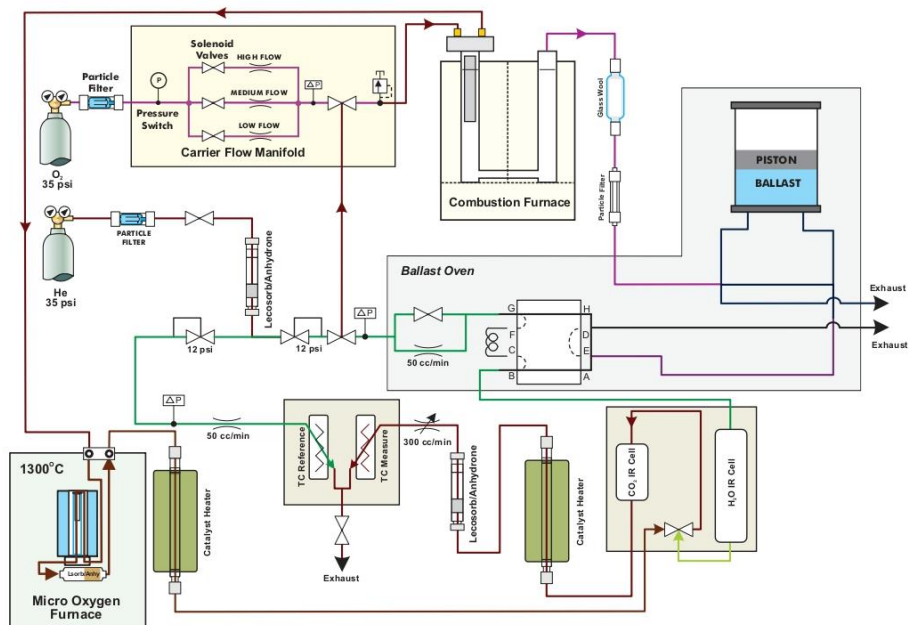 Solenoid
Valves
HIGH FLOW
MEDIUM FLOW
LOW FLOW
P
ΔP
Pressure
Switch
Carrier Flow Manifold
Particle
Filter
O₂
35 psi
PARTICLE
FILTER
He
35 psi
Lecosorb/Anhydrone
12 psi
12 psi
ΔP
Combustion Furnace
Glass Wool
Particle Filter
PISTON
BALLAST
Ballast Oven
G
H
F
D
C
E
B
A
50 cc/min
Exhaust
Exhaust
ΔP
50 cc/min
TC Reference
TC Measure
Exhaust
300 cc/min
Lecosorb/Anhydrone
Catalyst Heater
CO₂ IR Cell
H₂O IR Cell
1300°C
Lsorb/Anhy
Micro Oxygen
Furnace
Catalyst Heater